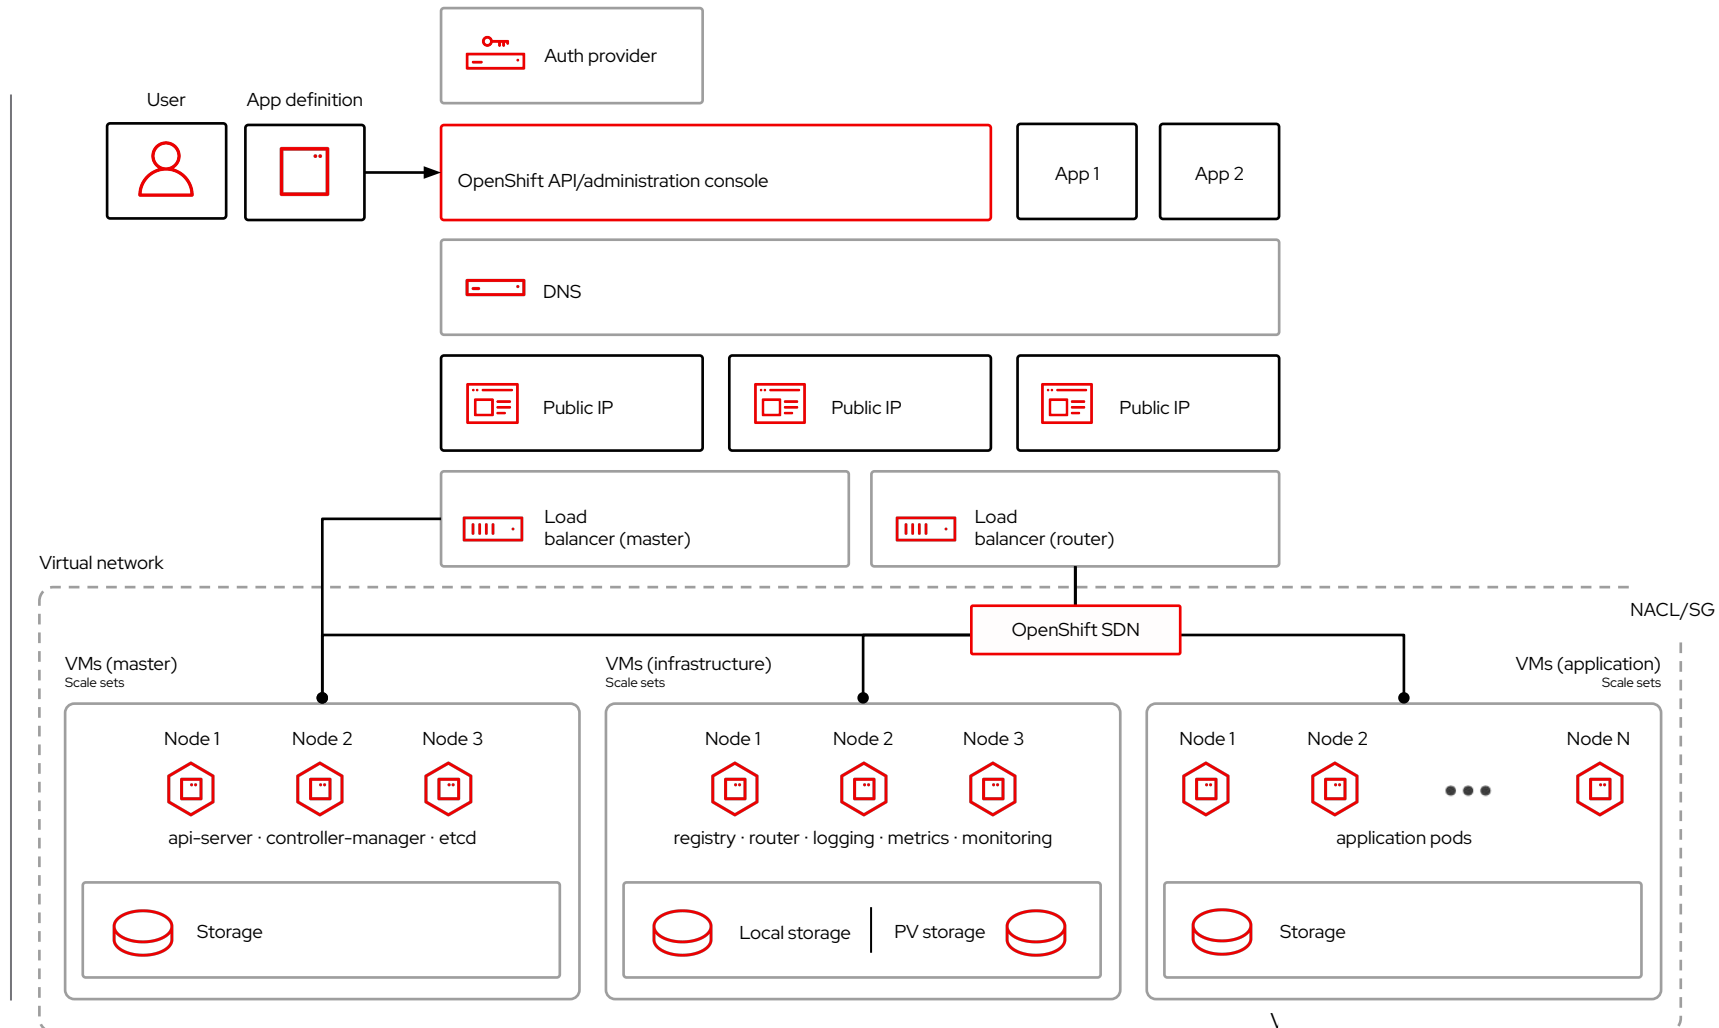 Auth provider
User
App definition
OpenShift API/administration console
App 1
App 2
DNS
Public IP
Public IP
Public IP
Load
balancer (master)
Load
balancer (router)
Virtual network
NACL/SG
OpenShift SDN
VMs (master)
Scale sets
VMs (infrastructure)
Scale sets
VMs (application)
Scale sets
Node 1
Node 2
Node 3
Node 1
Node 2
Node 3
Node 1
Node 2
Node N
api-server · controller-manager · etcd
registry · router · logging · metrics · monitoring
application pods
Storage
Local storage
PV storage
Storage
\